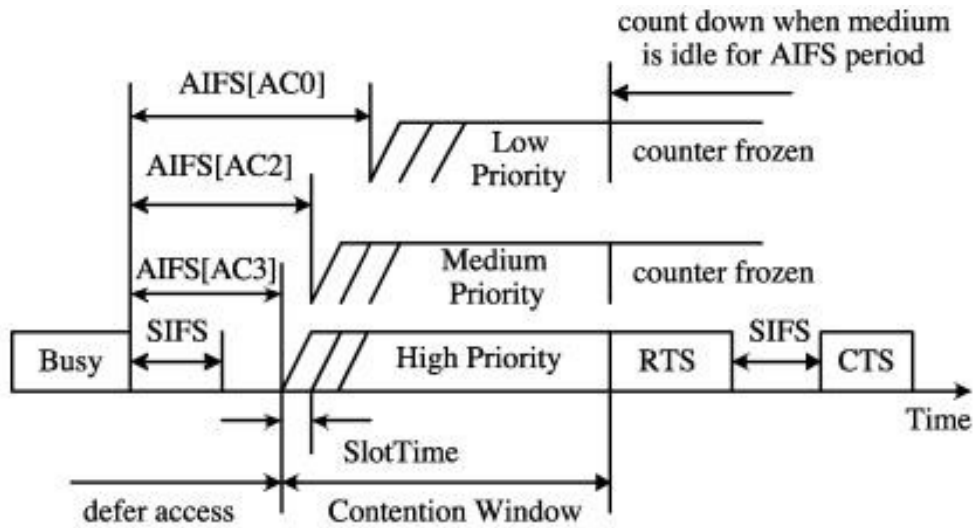 count down when medium
is idle for AIFS period
AIFS[AC0]
Low
Priority
counter frozen
AIFS[AC2]
Medium
Priority
counter frozen
AIFS[AC3]
SIFS
Busy
High Priority
RTS
SIFS
CTS
Time
SlotTime
defer access
Contention Window